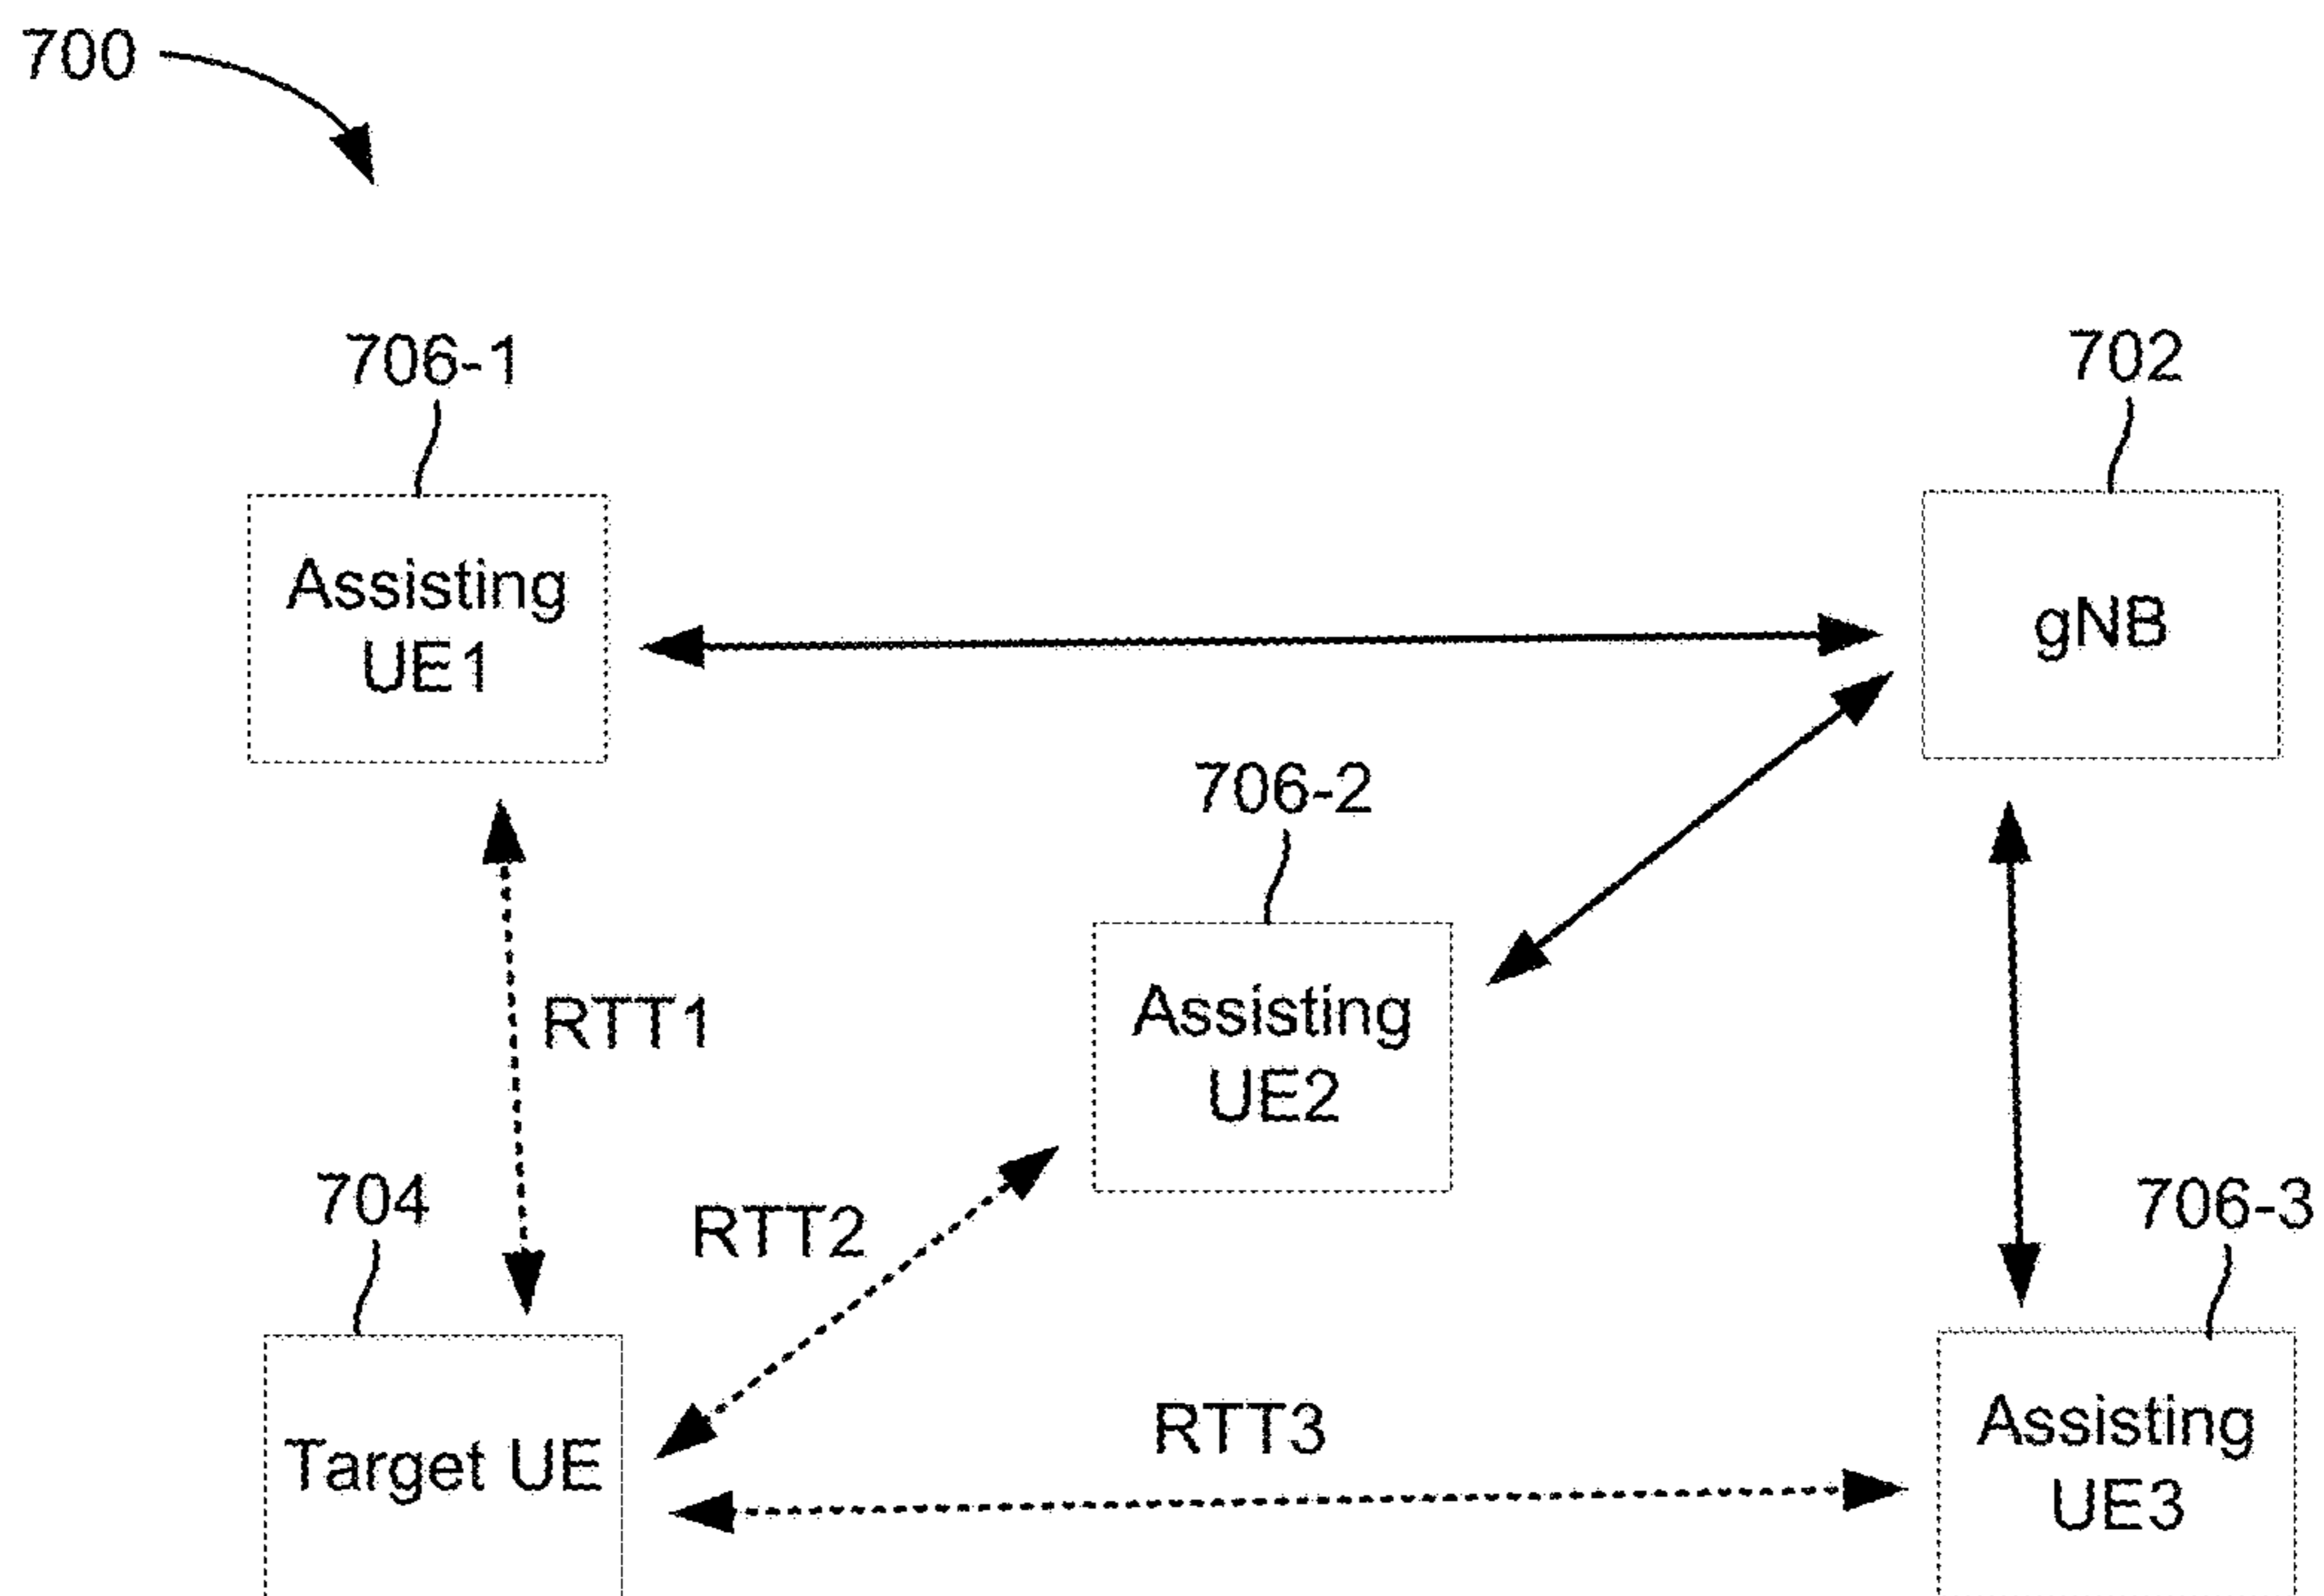 700
706-1
702
Assisting
UE1
gNB
706-2
Assisting
UE2
RTT1
704
RTT2
706-3
Target UE
RTT3
Assisting
UE3